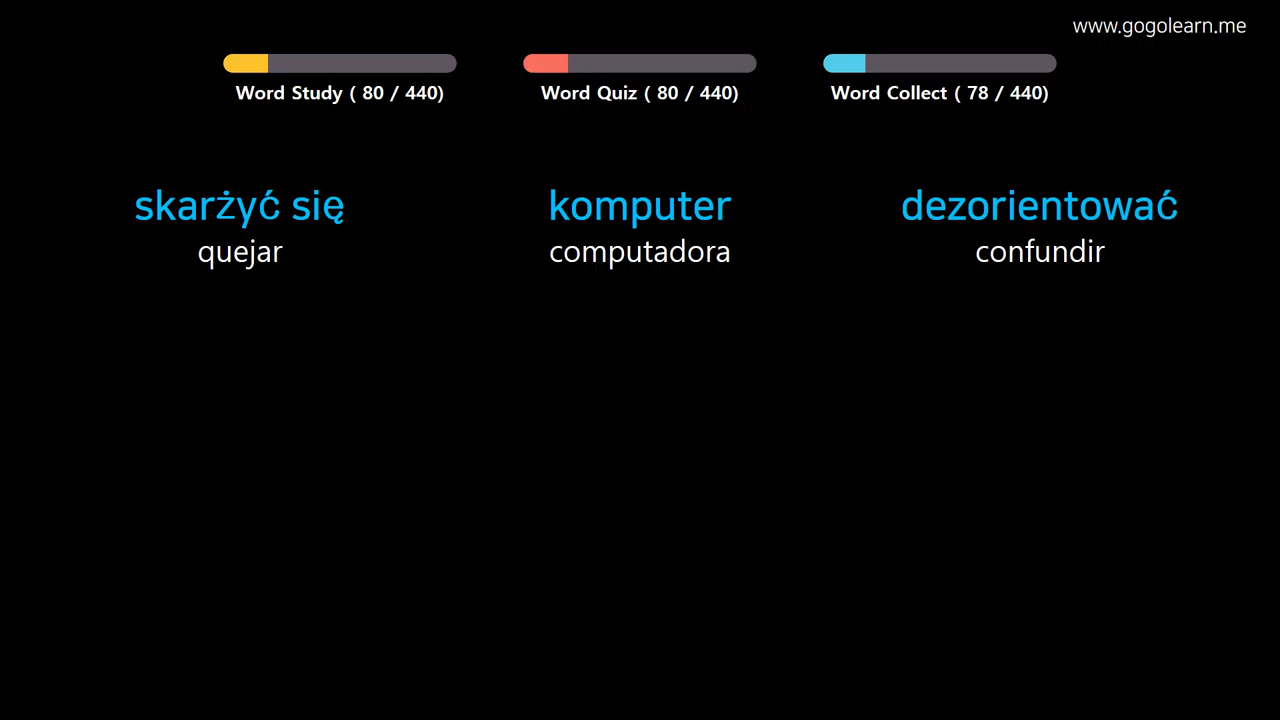 www.gogolearn.me
Word Study ( 80 / 440)
Word Quiz ( 80 / 440)
Word Collect ( 78 / 440)
skarżyć się
quejar
komputer
computadora
dezorientować
confundir